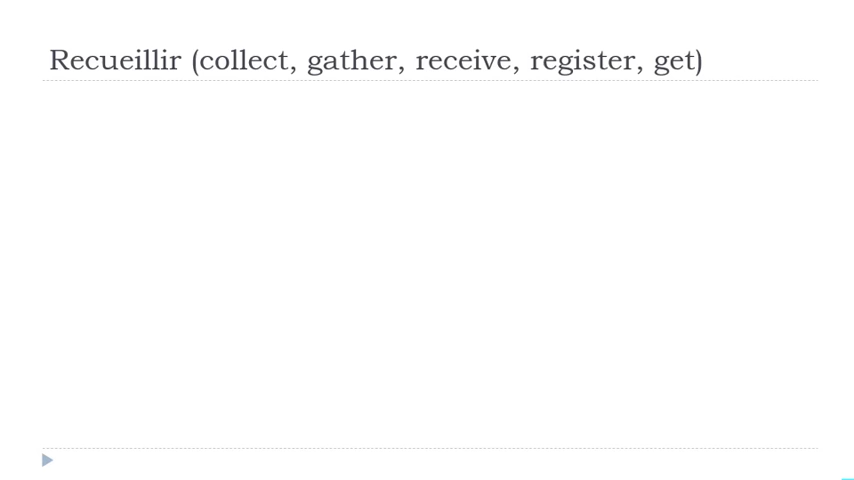 Recueillir (collect, gather, receive, register, get)